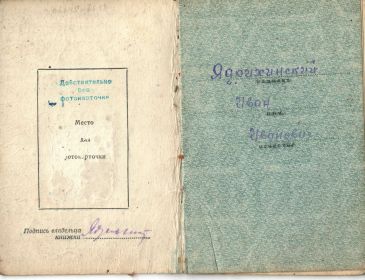 Действительно
без
фотокарточки
Место
для
фотокарточки
Подпись владельца
книжки
Ядрихинский
фамилия
Иван
имя
Иванович
отчество